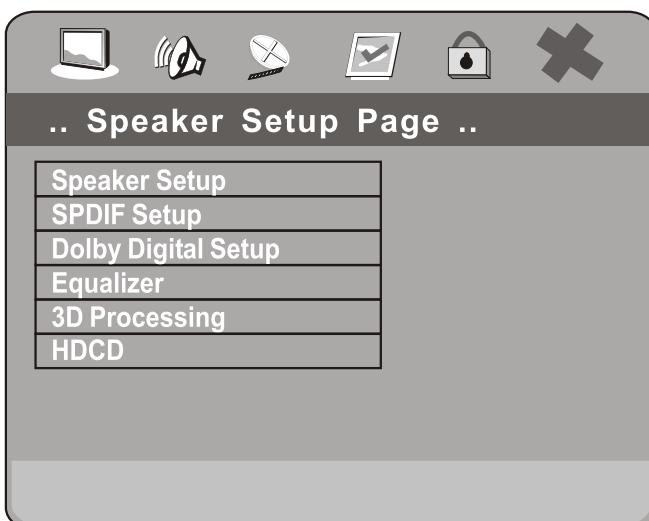 .. Speaker Setup Page ..
Speaker Setup
SPDIF Setup
Dolby Digital Setup
Equalizer
3D Processing
HDCD